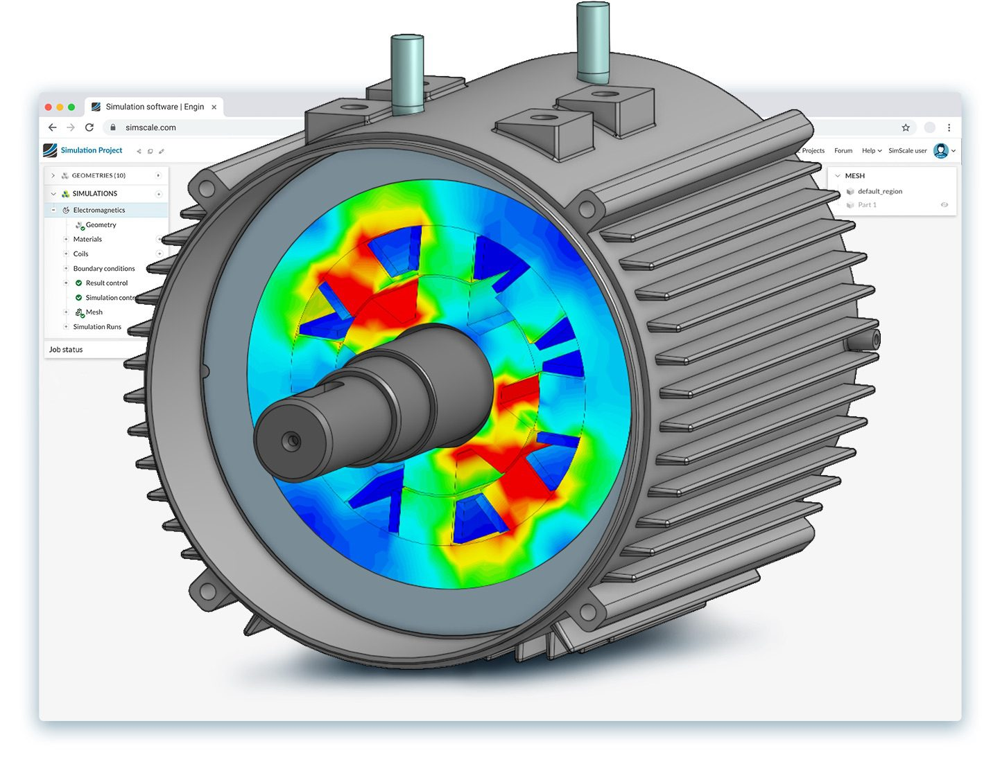 Simulation software | Engin
simscale.com
Simulation Project
Projects
Forum
Help
SimScale user
GEOMETRIES (10)
SIMULATIONS
Electromagnetics
Geometry
Materials
Coils
Boundary conditions
Result control
Simulation contr
Mesh
Simulation Runs
Job status
MESH
default_region
Part 1